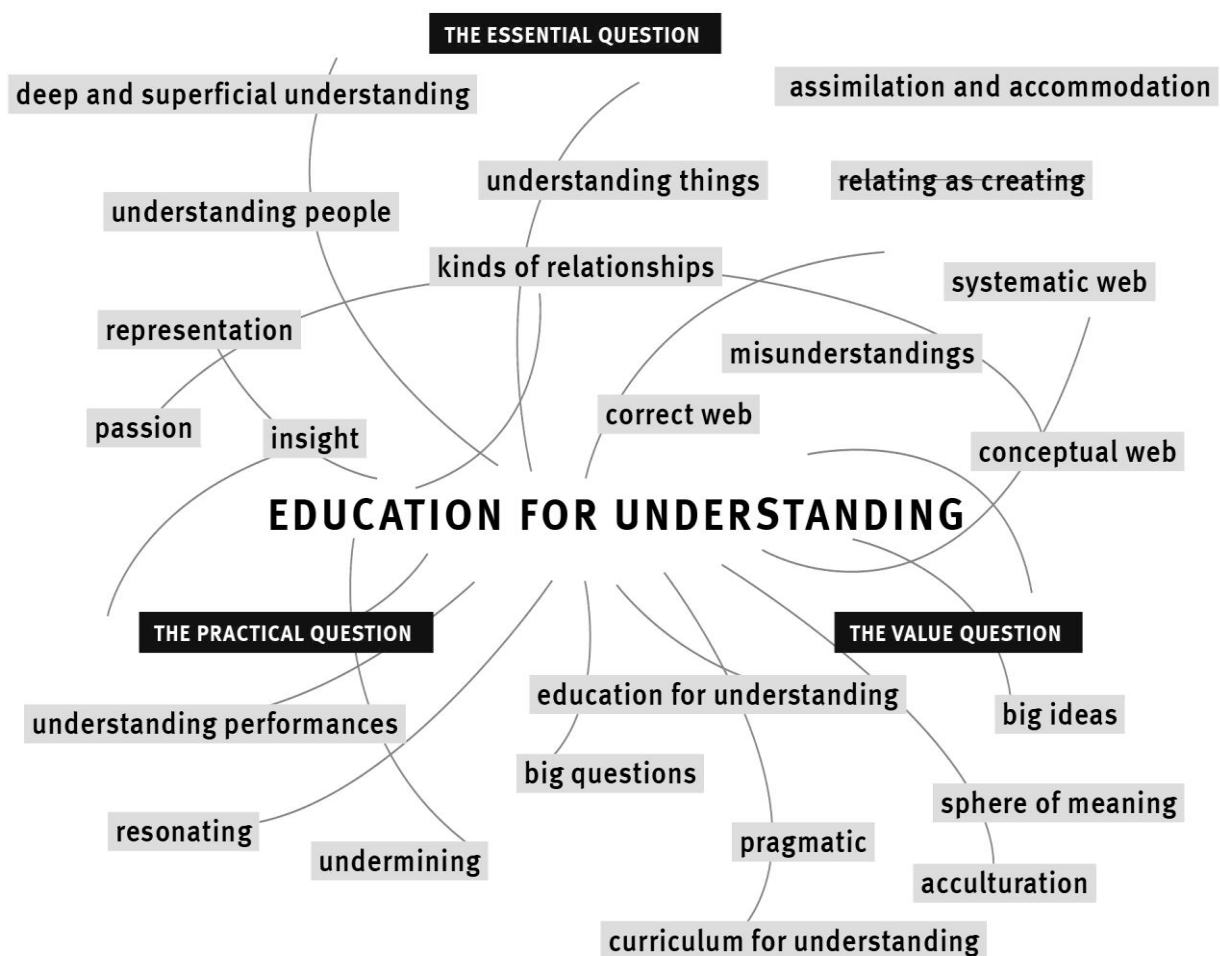 THE ESSENTIAL QUESTION
deep and superficial understanding
assimilation and accommodation
understanding things
relating as creating
understanding people
kinds of relationships
systematic web
representation
misunderstandings
passion
insight
correct web
conceptual web
EDUCATION FOR UNDERSTANDING
THE PRACTICAL QUESTION
THE VALUE QUESTION
education for understanding
big ideas
understanding performances
big questions
sphere of meaning
resonating
undermining
pragmatic
acculturation
curriculum for understanding